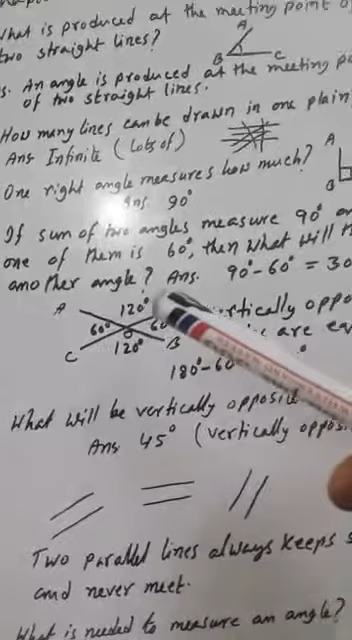 What is produced at the meeting point
two straight lines?
A
B C
s. An angle is produced at the meeting
of two straight lines.
How many lines can be drawn in one plain
Ans Infinite (Lots of)
A
One right angle measures how much?
B
Ans 90°
If sum of two angles measure 90°
one of them is 60°, then what will
another angle? Ans. 90° - 60° = 30
A 120° vertically
60° O 60
C 120° B are
180° - 60
What will be vertically opposite
Ans 45° (vertically
Two parallel lines always keeps
and never meet.
What is needed to measure an angle?